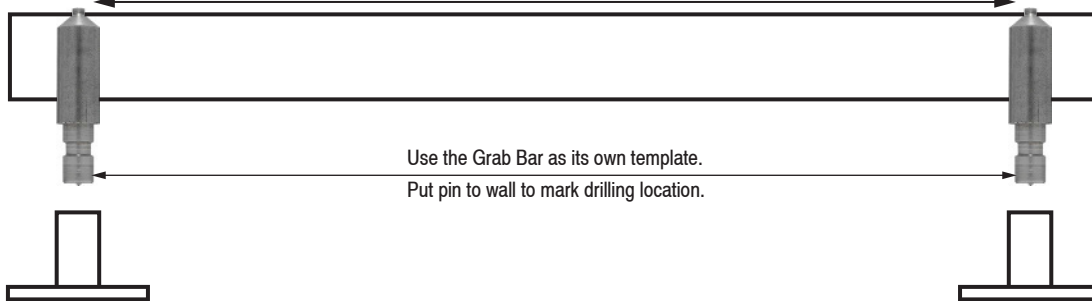 Use the Grab Bar as its own template.
Put pin to wall to mark drilling location.